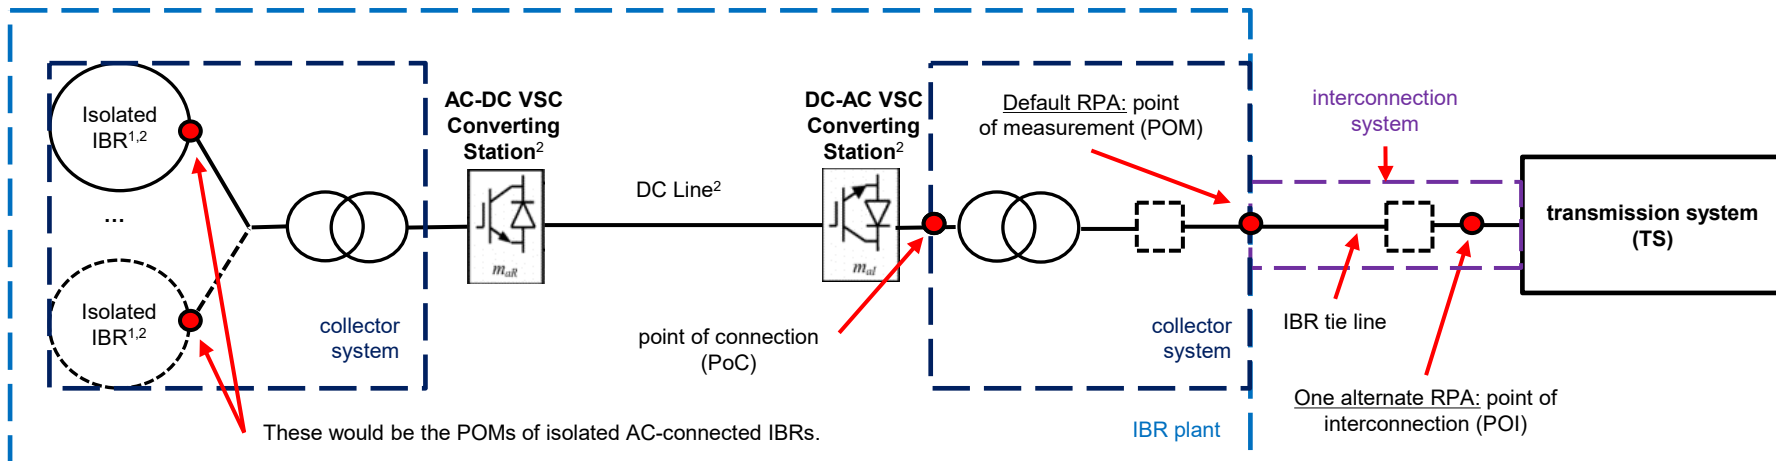 Isolated
IBR1,2
...
Isolated
IBR1,2
collector
system
AC-DC VSC
Converting
Station2
maR
DC Line2
DC-AC VSC
Converting
Station2
maI
point of connection
(PoC)
Default RPA: point
of measurement (POM)
collector
system
interconnection
system
IBR tie line
transmission system
(TS)
One alternate RPA: point of
interconnection (POI)
These would be the POMs of isolated AC-connected IBRs.
IBR plant